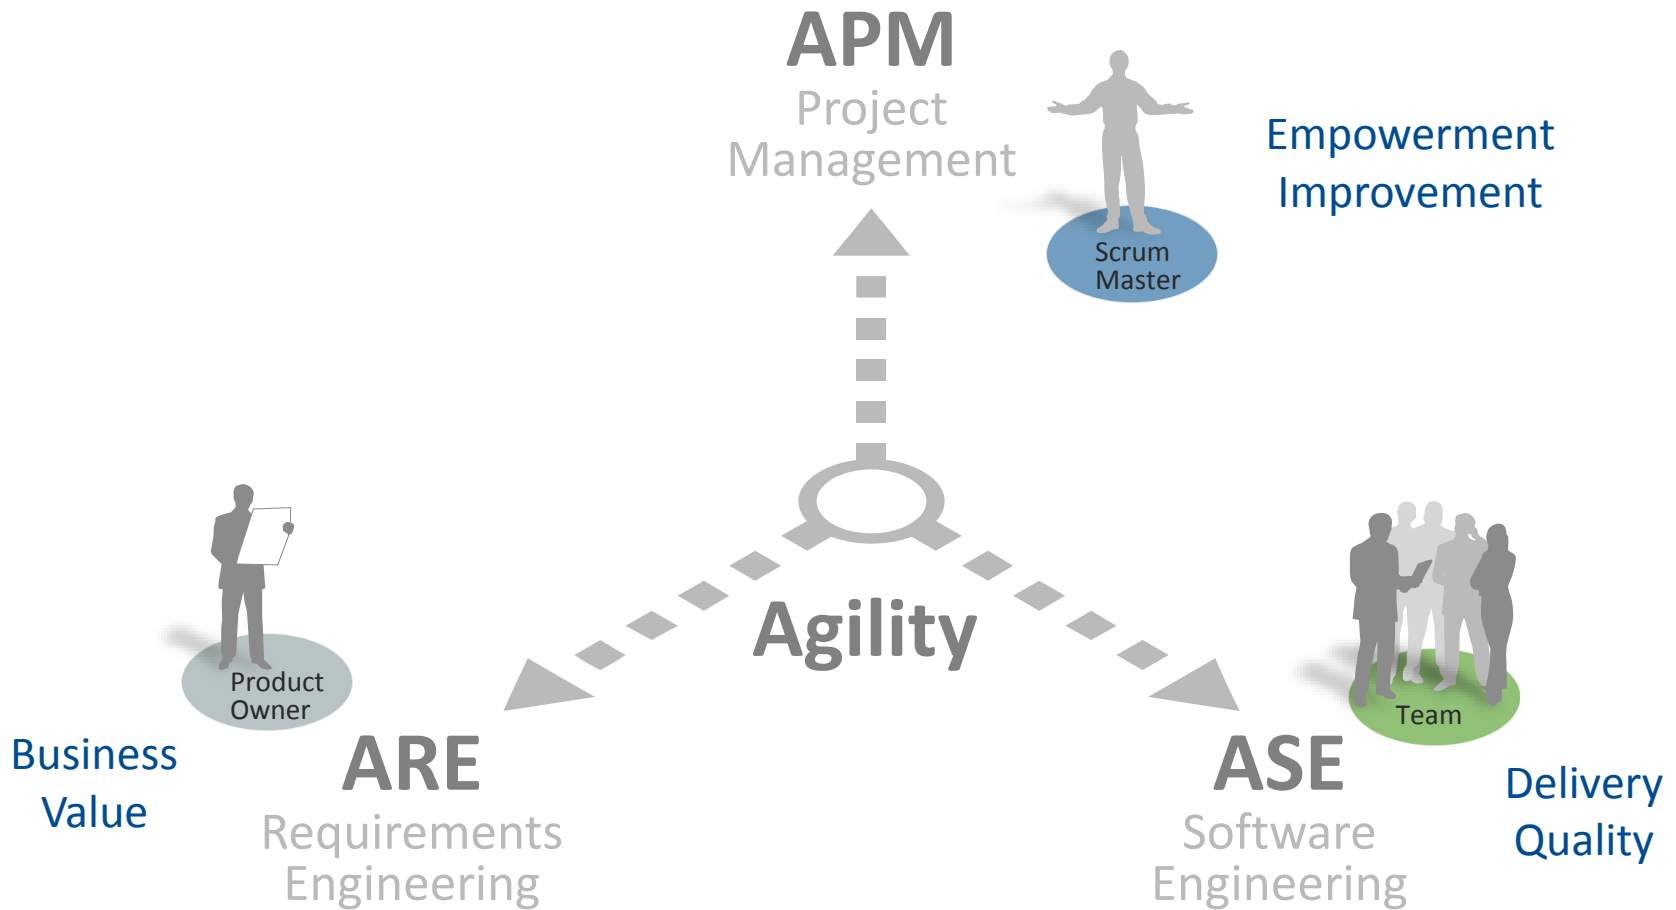 APM
Project
Management
Empowerment
Improvement
Scrum
Master
Agility
Product
Owner
Business
Value
ARE
Requirements
Engineering
Team
ASE
Software
Engineering
Delivery
Quality